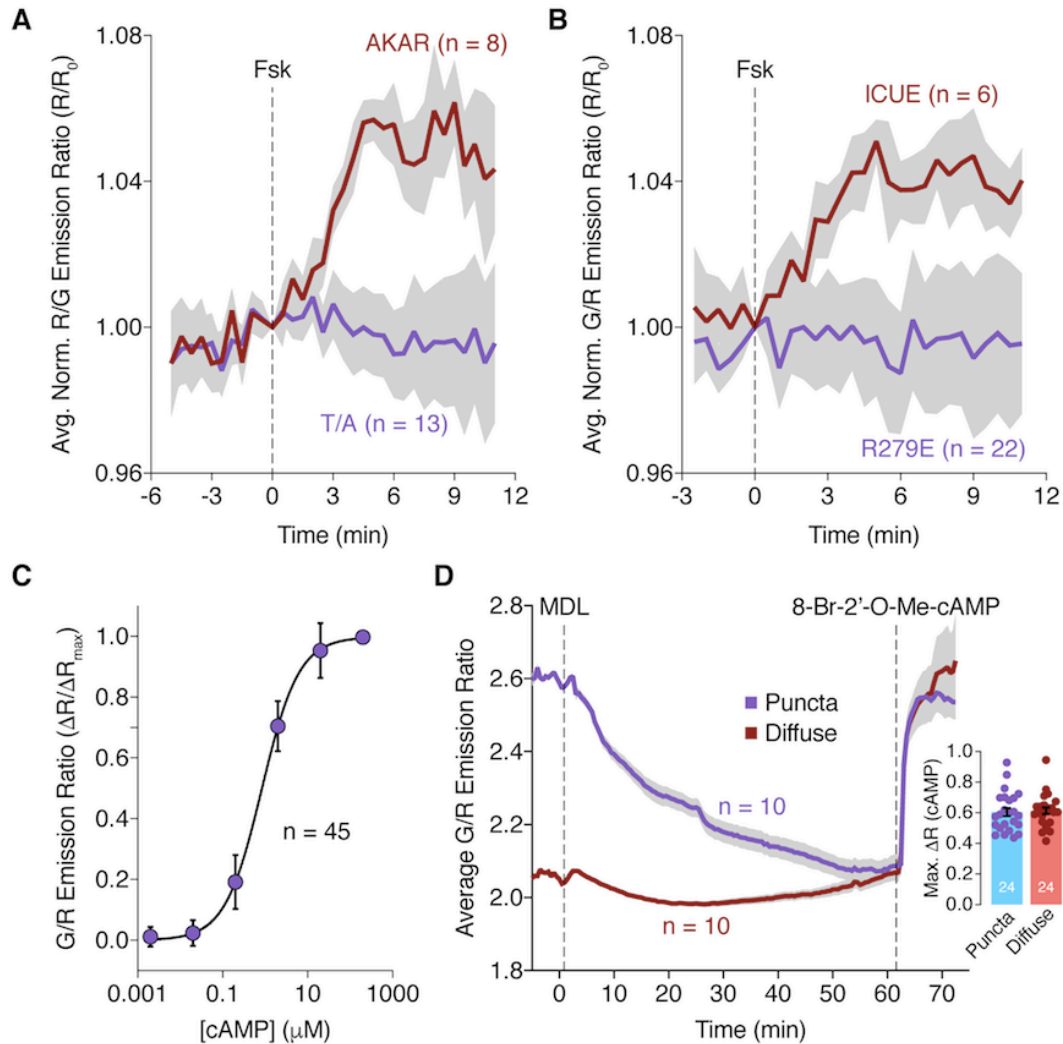 A
Avg. Norm. R/G Emission Ratio (R/R₀)
1.08
1.04
1.00
0.96
Fsk
AKAR (n = 8)
T/A (n = 13)
-6 -3 0 3 6 9 12
Time (min)
B
Avg. Norm. G/R Emission Ratio (R/R₀)
1.08
1.04
1.00
0.96
Fsk
ICUE (n = 6)
R279E (n = 22)
-3 0 3 6 9 12
Time (min)
C
G/R Emission Ratio (ΔR/ΔRmax)
1.0
0.8
0.6
0.4
0.2
0.0
n = 45
0.001 0.1 10 1000
[cAMP] (μM)
D
Average G/R Emission Ratio
2.8
2.6
2.4
2.2
2.0
1.8
MDL
8-Br-2'-O-Me-cAMP
Puncta
Diffuse
n = 10
n = 10
0 10 20 30 40 50 60 70
Time (min)
Max. ΔR (cAMP)
1.0
0.8
0.6
0.4
0.2
0.0
24 24
Puncta
Diffuse